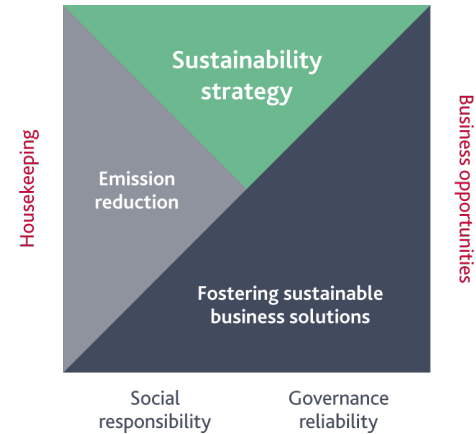 Sustainability
strategy
Housekeeping
Emission
reduction
Business opportunities
Fostering sustainable
business solutions
Social
responsibility
Governance
reliability